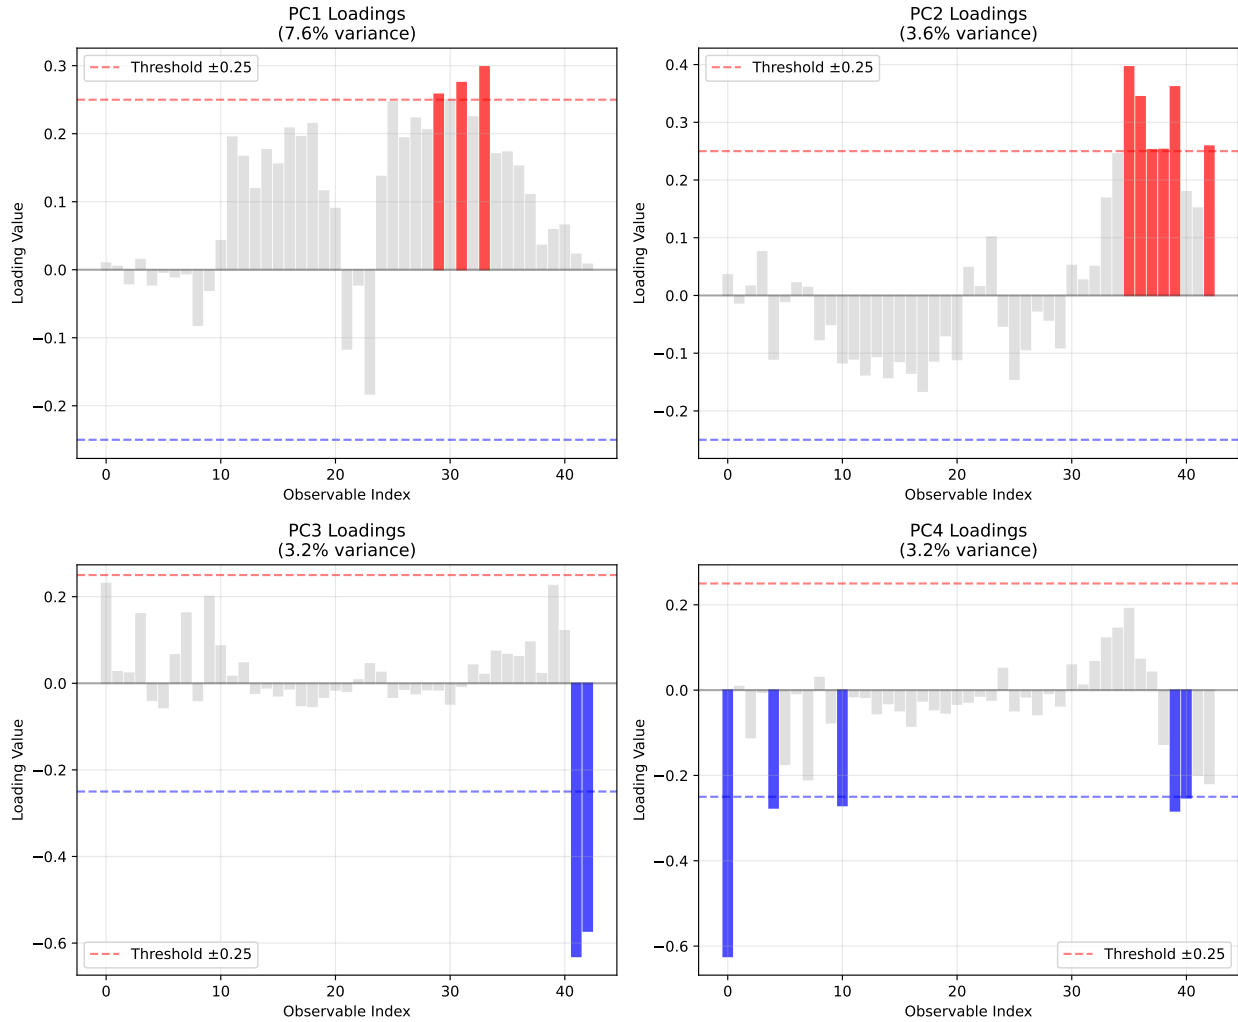 PC1 Loadings
(7.6% variance)
Threshold ±0.25
Loading Value
0.3
0.2
0.1
0.0
−0.1
−0.2
0 10 20 30 40
Observable Index
PC2 Loadings
(3.6% variance)
Threshold ±0.25
Loading Value
0.4
0.3
0.2
0.1
0.0
−0.1
−0.2
0 10 20 30 40
Observable Index
PC3 Loadings
(3.2% variance)
Loading Value
0.2
0.0
−0.2
−0.4
−0.6
Threshold ±0.25
0 10 20 30 40
Observable Index
PC4 Loadings
(3.2% variance)
Loading Value
0.2
0.0
−0.2
−0.4
−0.6
Threshold ±0.25
0 10 20 30 40
Observable Index